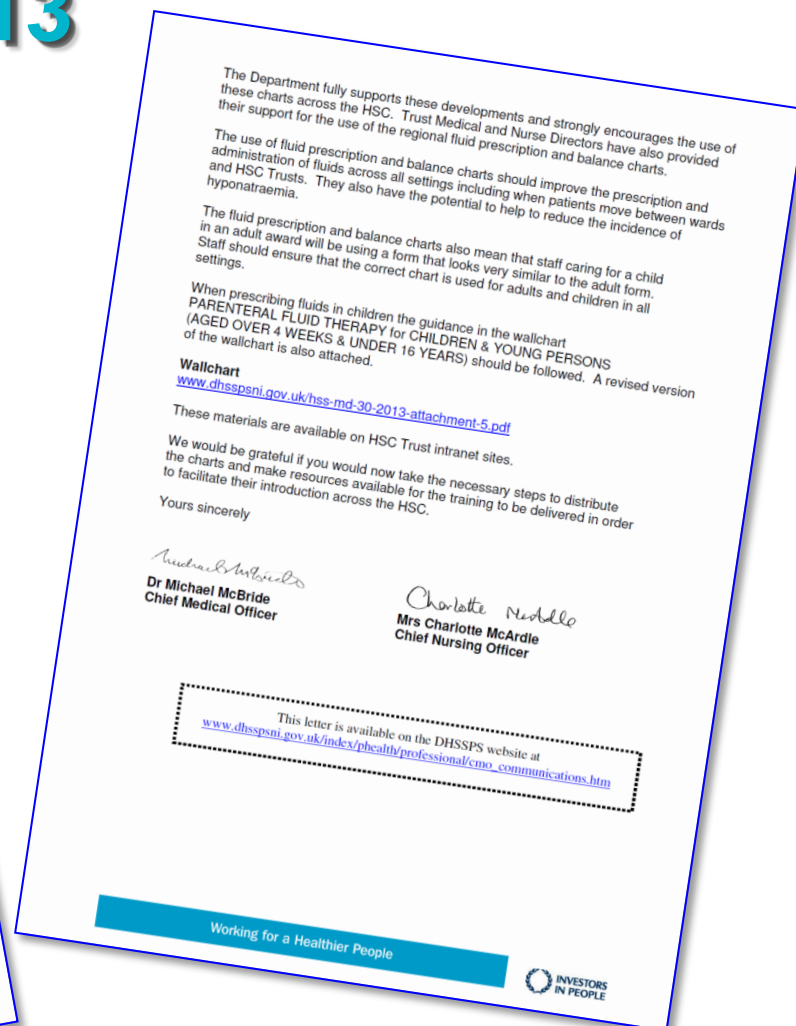 13
The Department fully supports these developments and strongly encourages the use of
these charts across the HSC. Trust Medical and Nurse Directors have also provided
their support for the use of the regional fluid prescription and balance charts.
The use of fluid prescription and balance charts should improve the prescription and
administration of fluids across all settings including when patients move between wards
and HSC Trusts. They also have the potential to help to reduce the incidence of
hyponatraemia.
The fluid prescription and balance charts also mean that staff caring for a child
in an adult award will be using a form that looks very similar to the adult form.
Staff should ensure that the correct chart is used for adults and children in all
settings.
When prescribing fluids in children the guidance in the wallchart
PARENTERAL FLUID THERAPY for CHILDREN & YOUNG PERSONS
(AGED OVER 4 WEEKS & UNDER 16 YEARS) should be followed. A revised version
of the wallchart is also attached.
Wallchart
www.dhsspsni.gov.uk/hss-md-30-2013-attachment-5.pdf
These materials are available on HSC Trust intranet sites.
We would be grateful if you would now take the necessary steps to distribute
the charts and make resources available for the training to be delivered in order
to facilitate their introduction across the HSC.
Yours sincerely
Dr Michael McBride
Chief Medical Officer
Charlotte McArdle
Mrs Charlotte McArdle
Chief Nursing Officer
This letter is available on the DHSSPS website at
www.dhsspsni.gov.uk/index/phealth/professional/cmo_communications.htm
Working for a Healthier People
INVESTORS
IN PEOPLE